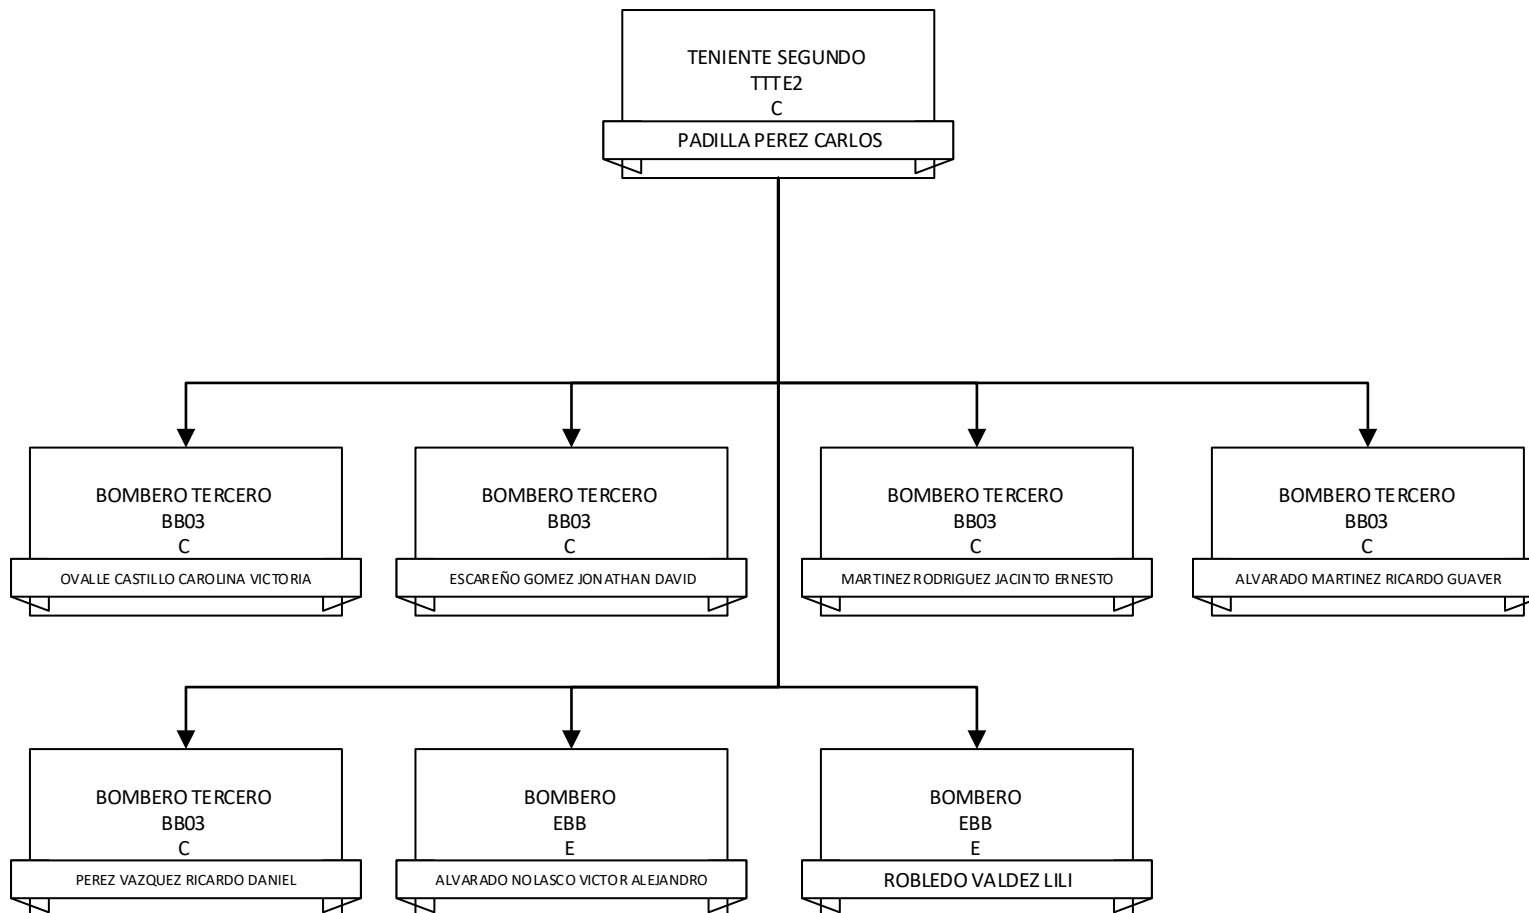 TENIENTE SEGUNDO
TTTE2
C
PADILLA PEREZ CARLOS
BOMBERO TERCERO
BB03
C
OVALLE CASTILLO CAROLINA VICTORIA
BOMBERO TERCERO
BB03
C
ESCAREÑO GOMEZ JONATHAN DAVID
BOMBERO TERCERO
BB03
C
MARTINEZ RODRIGUEZ JACINTO ERNESTO
BOMBERO TERCERO
BB03
C
ALVARADO MARTINEZ RICARDO GUAVER
BOMBERO TERCERO
BB03
C
PEREZ VAZQUEZ RICARDO DANIEL
BOMBERO
EBB
E
ALVARADO NOLASCO VICTOR ALEJANDRO
BOMBERO
EBB
E
ROBLEDO VALDEZ LILI